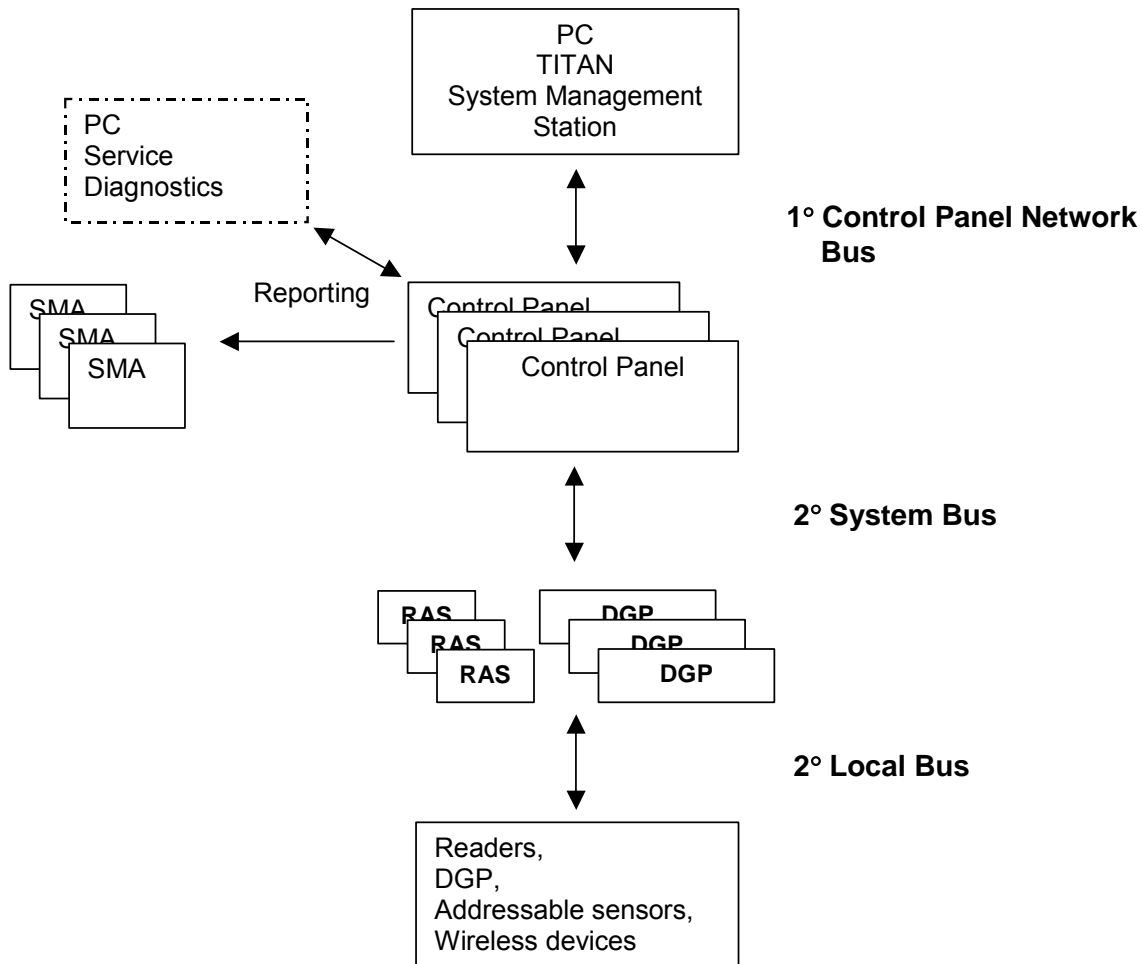 PC
TITAN
System Management
Station
PC
Service
Diagnostics
1° Control Panel Network
Bus
Reporting
SMA
SMA
SMA
Control Panel
Control Panel
Control Panel
2° System Bus
RAS
RAS
RAS
DGP
DGP
DGP
2° Local Bus
Readers,
DGP,
Addressable sensors,
Wireless devices